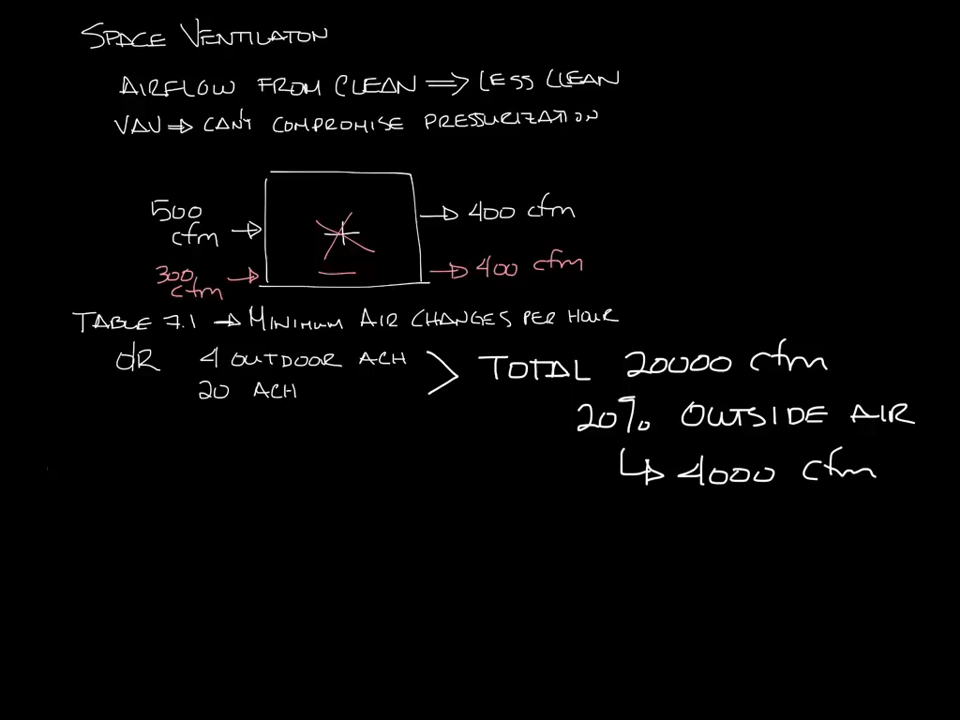 SPACE VENTILATON
AIRFLOW FROM CLEAN ⇒ LESS CLEAN
VAV ⇒ CAN'T COMPROMISE PRESSURIZATION
500 cfm → → 400 cfm
300 cfm → → 400 cfm
TABLE 7.1 → MINIMUM AIR CHANGES PER HOUR
OR 4 OUTDOOR ACH
20 ACH
> TOTAL 20000 cfm
20% OUTSIDE AIR
↳ 4000 cfm